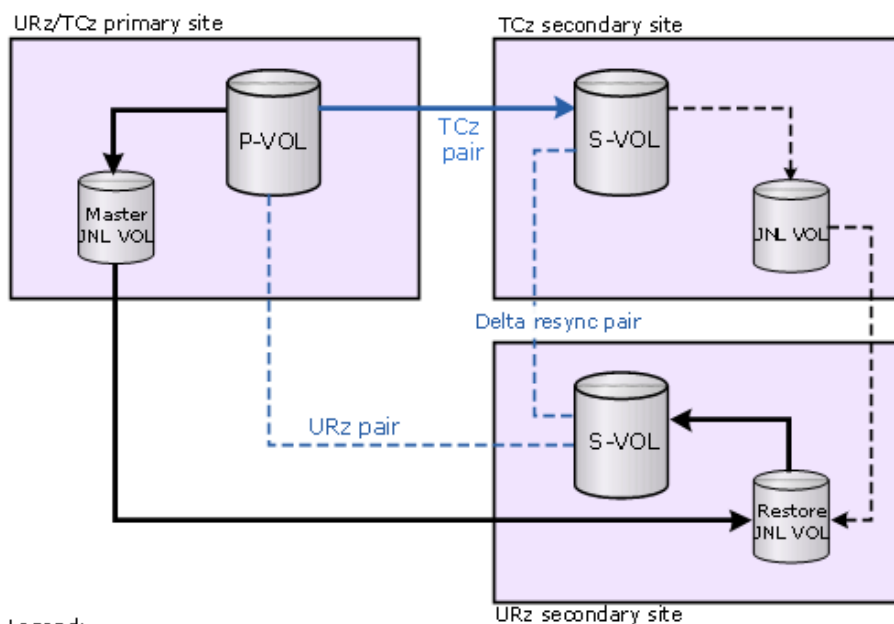 URz/TCz primary site
TCz secondary site
P-VOL
TCz
pair
S-VOL
Master
JNL VOL
JNL VOL
Delta resync pair
URz pair
S-VOL
Restore
JNL VOL
URz secondary site